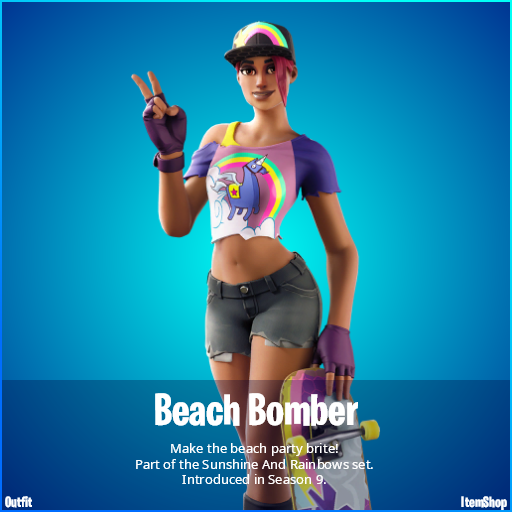 Beach Bomber
Make the beach party brite!
Part of the Sunshine And Rainbows set.
Introduced in Season 9.
Outfit
ItemShop